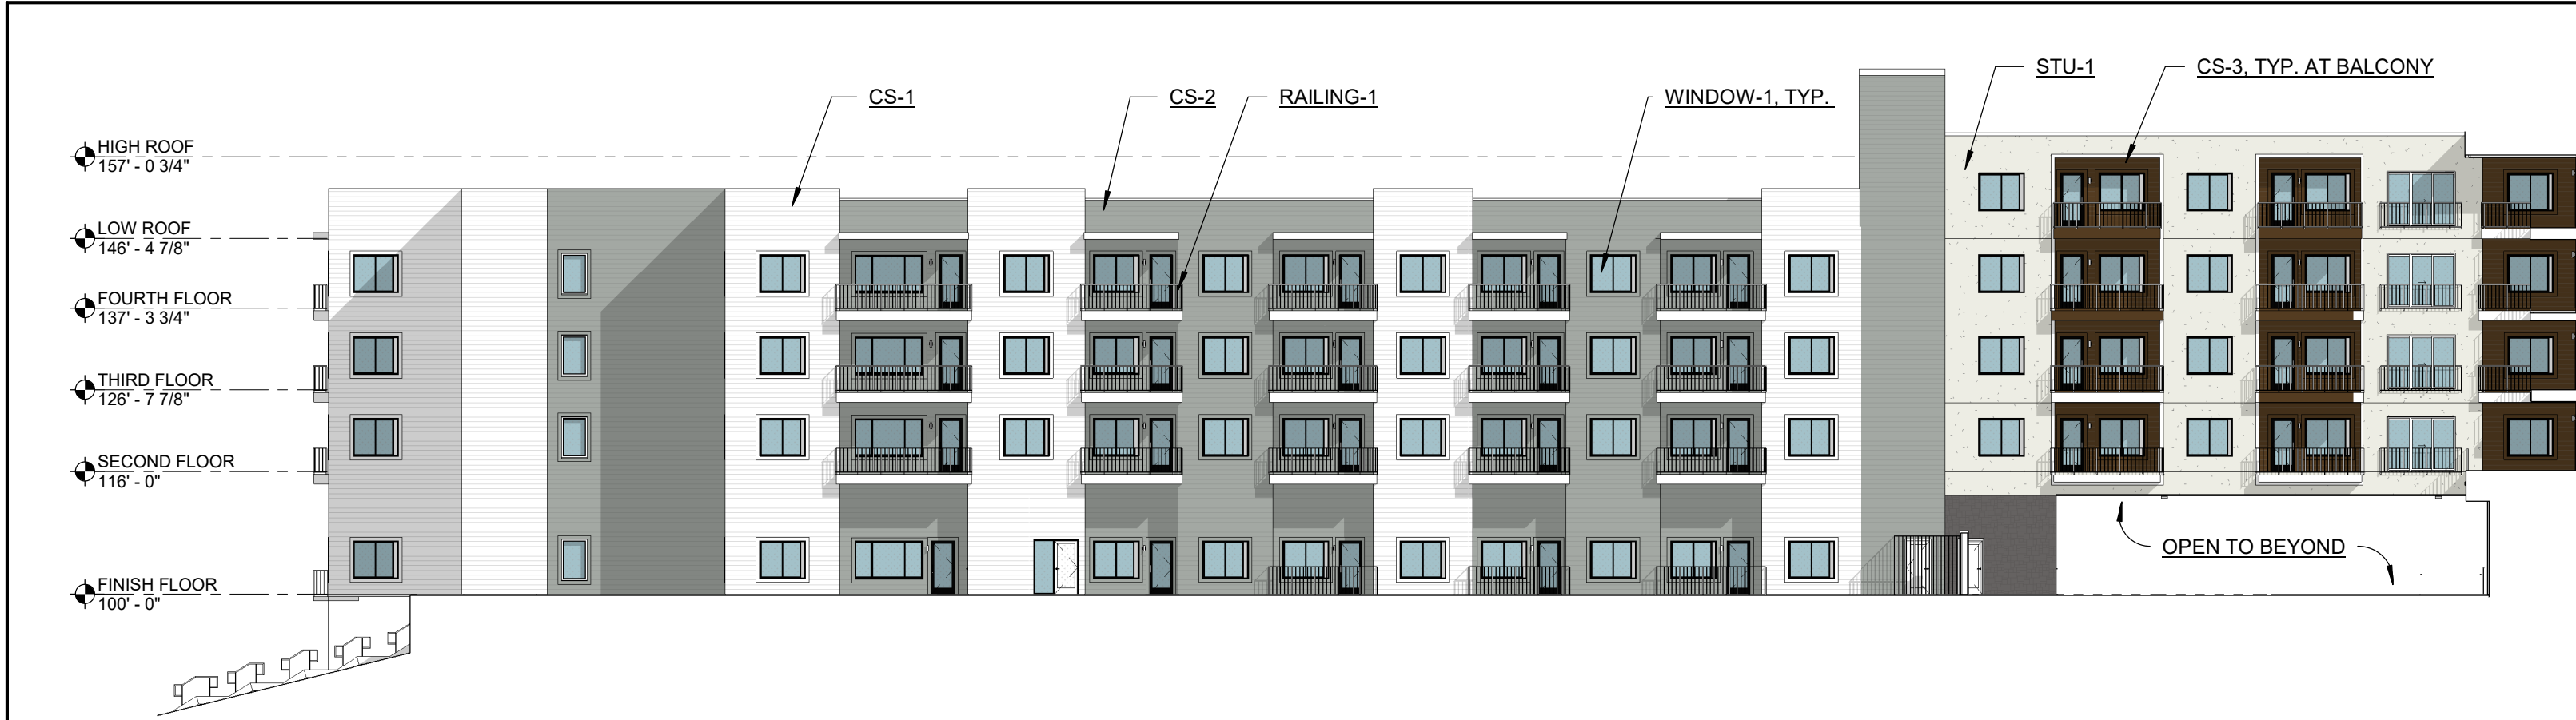 STU-1
CS-3, TYP. AT BALCONY
CS-1
CS-2
RAILING-1
WINDOW-1, TYP.
HIGH ROOF
157' - 0 3/4"
LOW ROOF
146' - 4 7/8"
FOURTH FLOOR
137' - 3 3/4"
THIRD FLOOR
126' - 7 7/8"
SECOND FLOOR
116' - 0"
OPEN TO BEYOND
FINISH FLOOR
100' - 0"